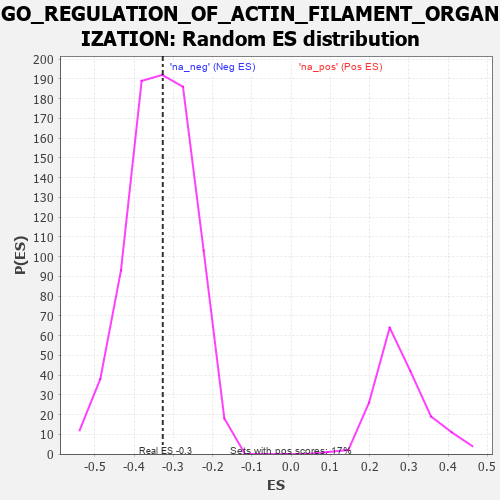 GO_REGULATION_OF_ACTIN_FILAMENT_ORGAN
IZATION: Random ES distribution
'na_neg' (Neg ES)
'na_pos' (Pos ES)
200
190
180
170
160
150
140
130
120
110
100
90
80
70
60
50
40
30
20
10
0
P(ES)
Real ES -0.3
Sets with pos scores: 17%
-0.5 -0.4 -0.3 -0.2 -0.1 0.0 0.1 0.2 0.3 0.4 0.5
ES